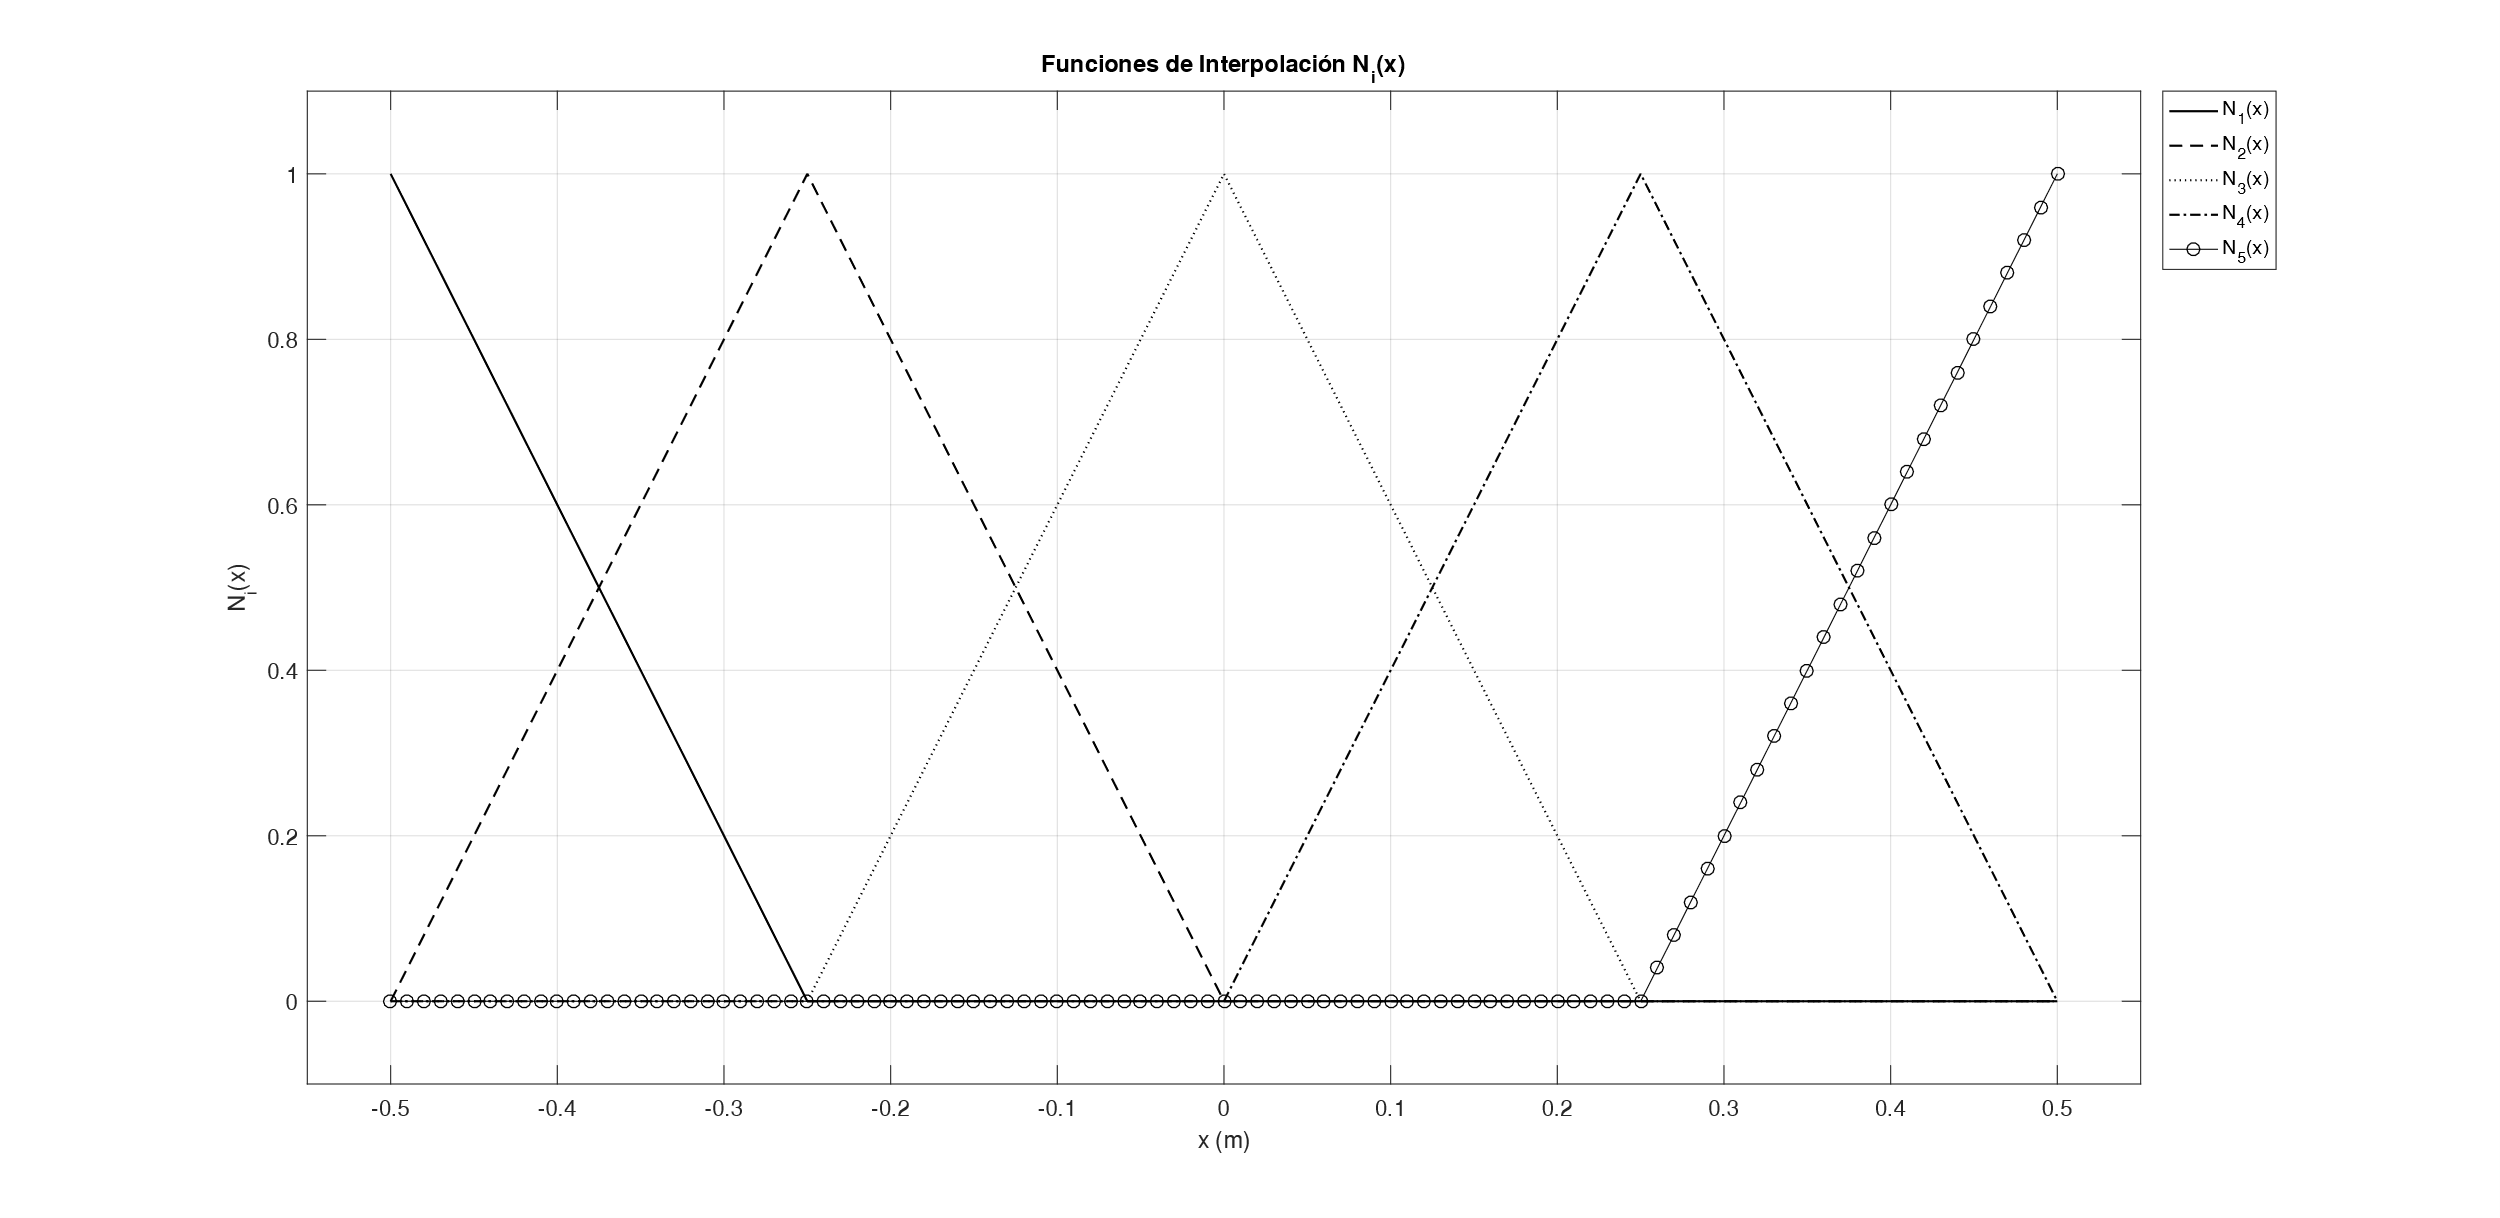 Funciones de Interpolación N_i(x)
N_1(x)
N_2(x)
N_3(x)
N_4(x)
N_5(x)
1
0.8
0.6
0.4
0.2
0
N_i(x)
-0.5 -0.4 -0.3 -0.2 -0.1 0 0.1 0.2 0.3 0.4 0.5
x (m)